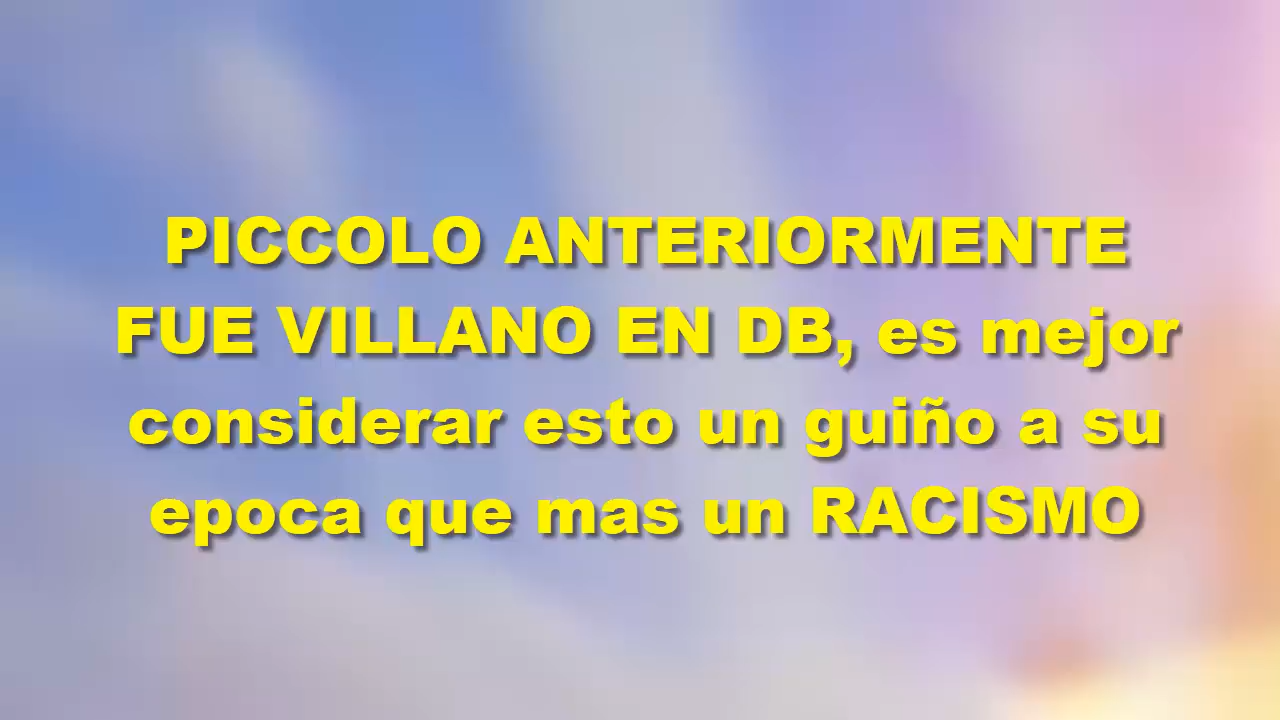 PICCOLO ANTERIORMENTE
FUE VILLANO EN DB, es mejor
considerar esto un guiño a su
epoca que mas un RACISMO